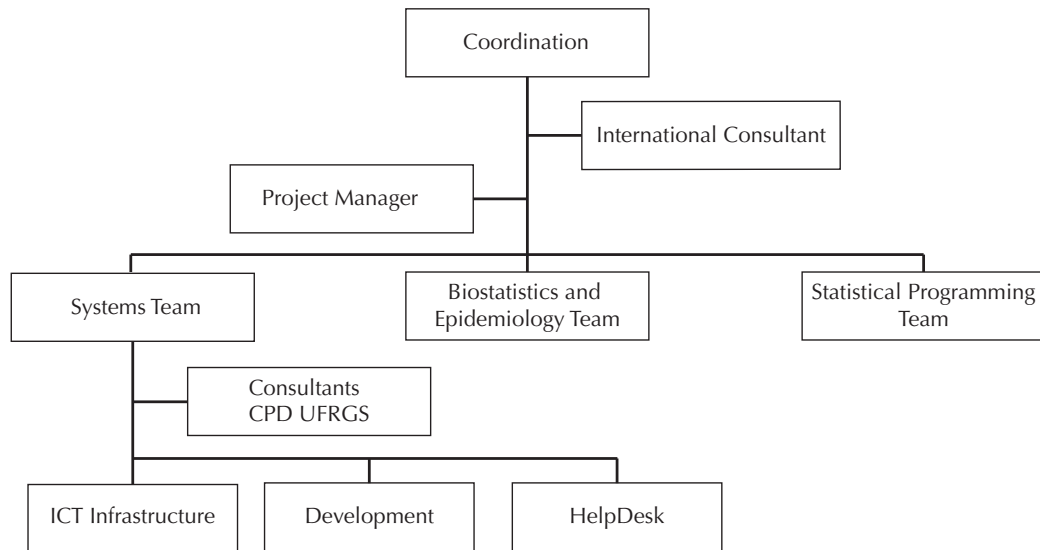 Coordination
International Consultant
Project Manager
Systems Team
Biostatistics and
Epidemiology Team
Statistical Programming
Team
Consultants
CPD UFRGS
ICT Infrastructure
Development
HelpDesk